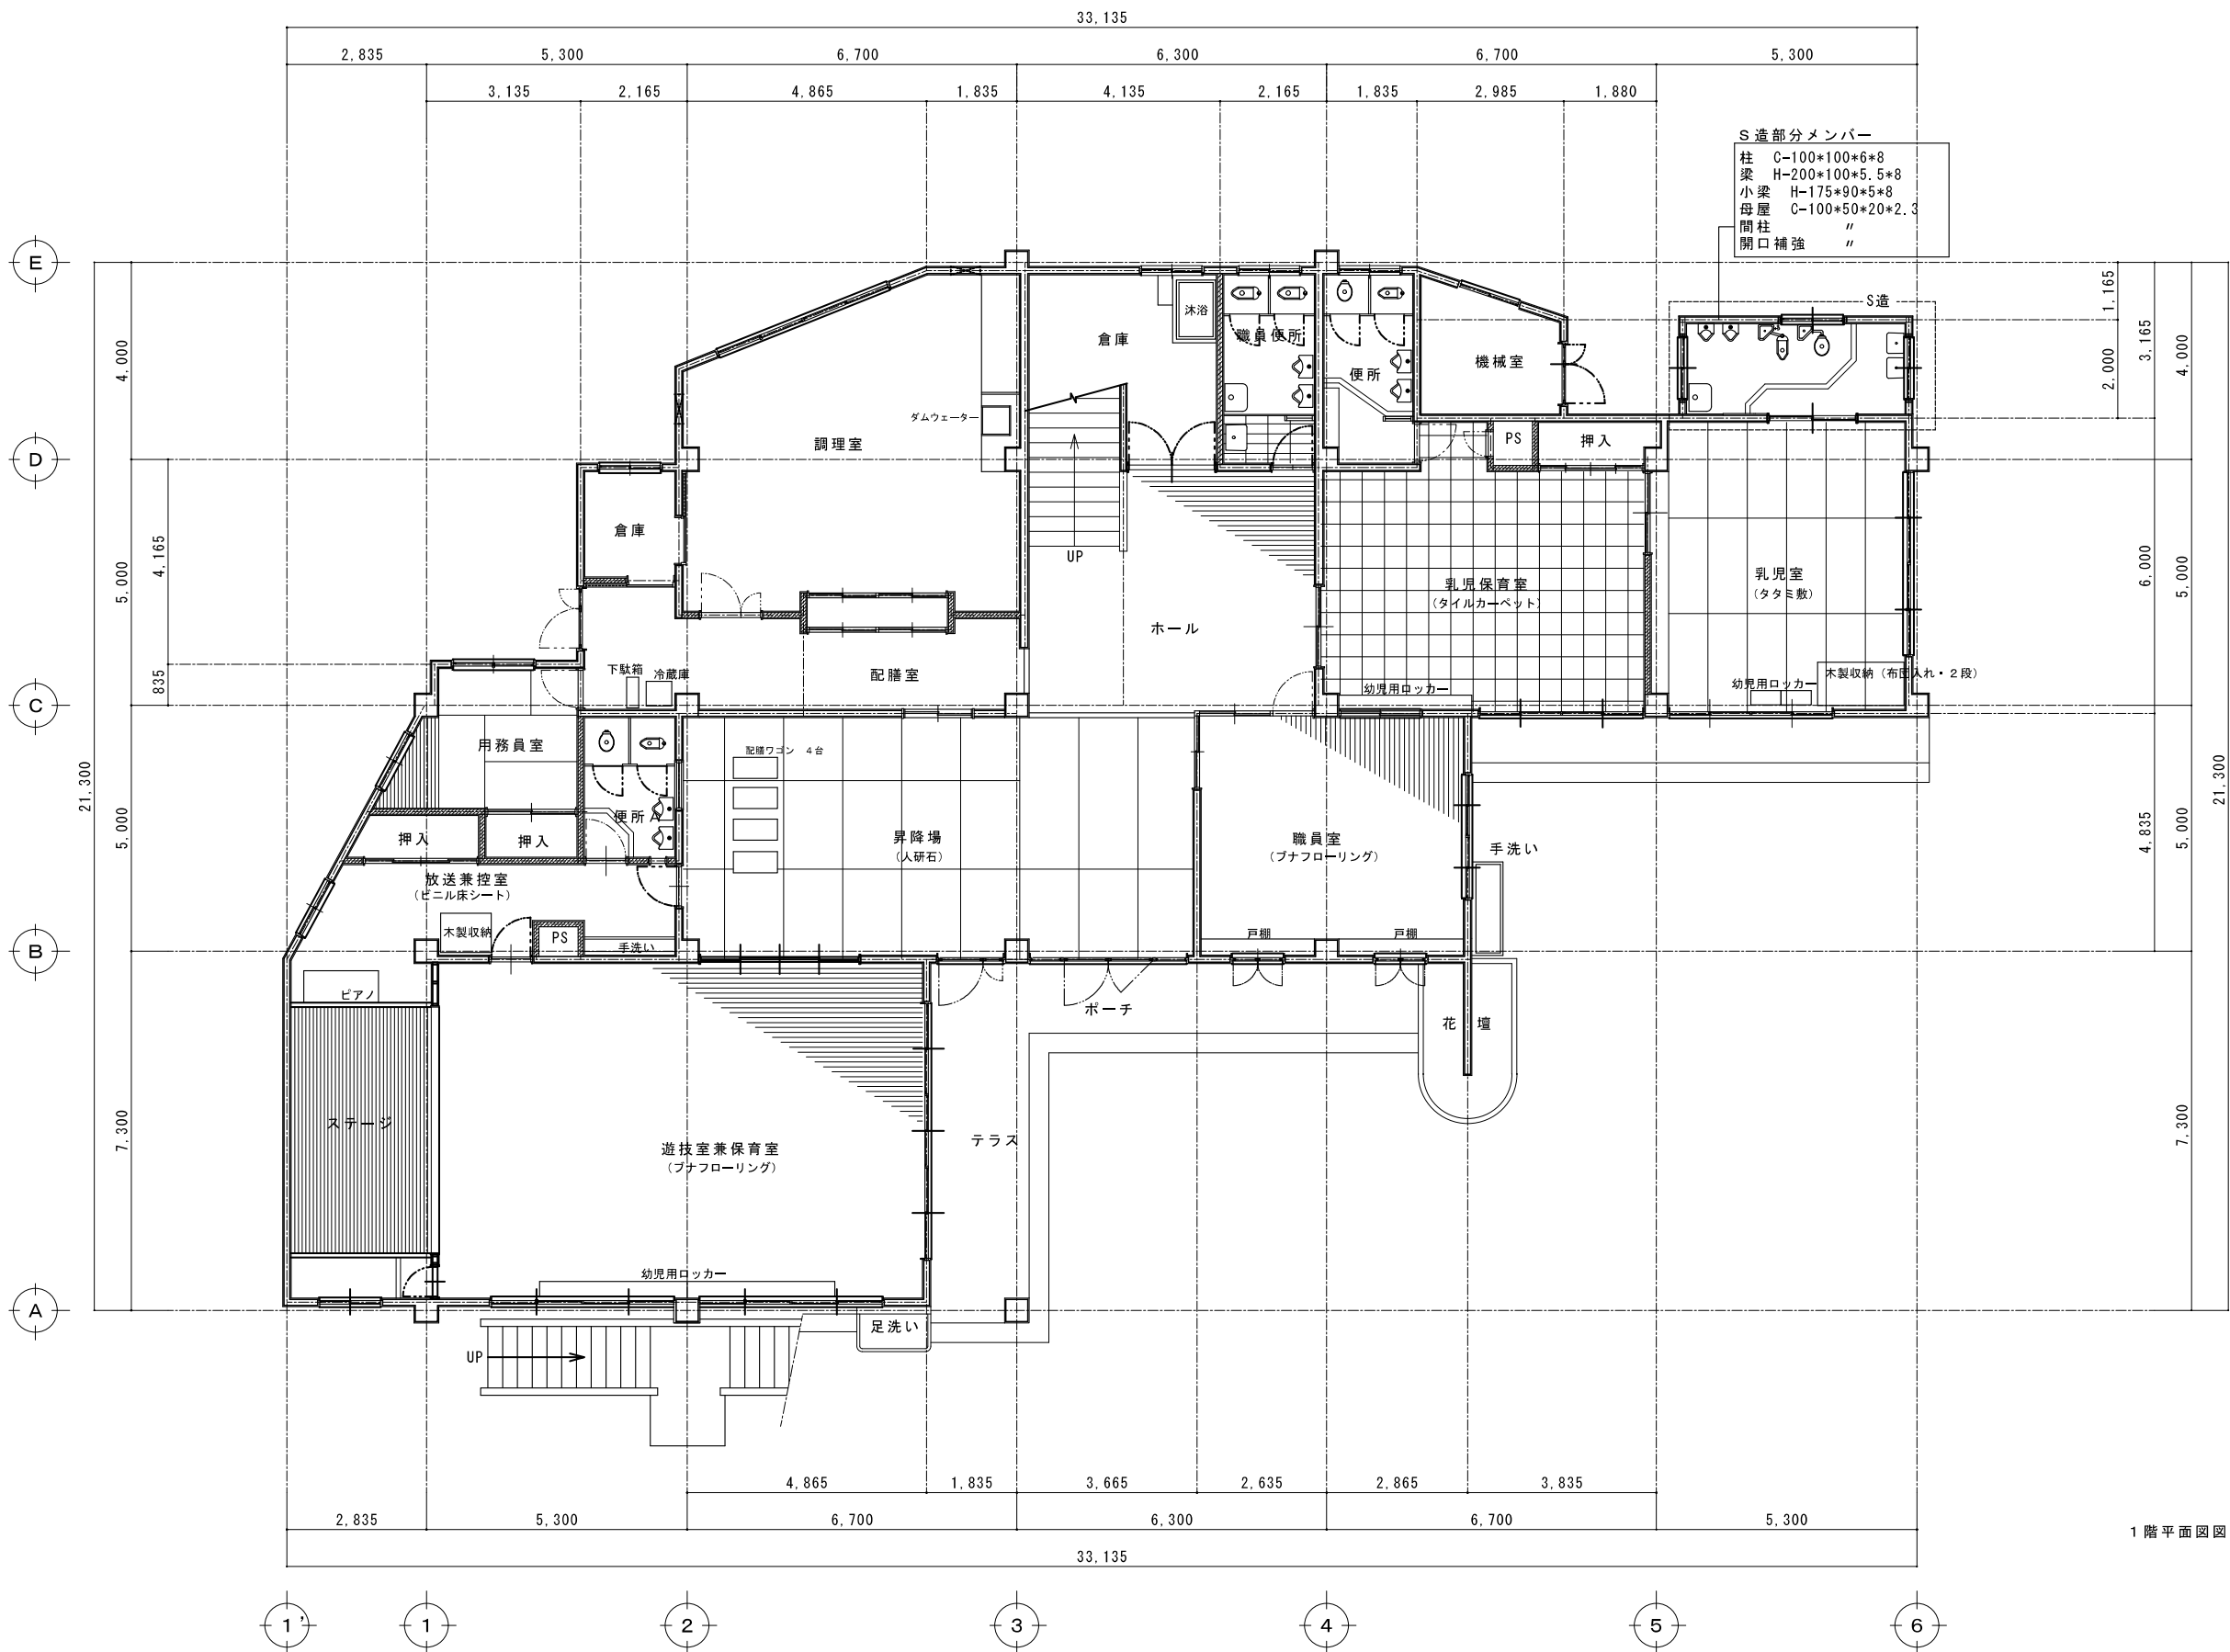 33,135
2,835 5,300 6,700 6,300 6,700 5,300
3,135 2,165 4,865 1,835 4,135 2,165 1,835 2,985 1,880
S造部分メンバー
柱 C-100*100*6*8
梁 H-200*100*5.5*8
小梁 H-175*90*5*8
母屋 C-100*50*20*2.3
間柱 〃
開口補強 〃
S造
E
D
C
B
A
21,300
4,000
5,000
5,000
7,300
4,165
835
1,165
2,000
3,165
6,000
4,835
4,000
5,000
5,000
7,300
21,300
沐浴
倉庫
職員便所
便所
機械室
ダムウェーター
調理室
PS
押入
倉庫
UP
乳児保育室
(タイルカーペット)
乳児室
(タタミ敷)
ホール
下駄箱
冷蔵庫
配膳室
幼児用ロッカー
幼児用ロッカー
木製収納(布団入れ・2段)
用務員室
配膳ワゴン 4台
便所A
押入
押入
昇降場
(人研石)
職員室
(ブナフローリング)
手洗い
放送兼控室
(ビニル床シート)
木製収納
PS
手洗い
戸棚
戸棚
ピアノ
ポーチ
花壇
ステージ
遊技室兼保育室
(ブナフローリング)
テラス
幼児用ロッカー
足洗い
UP
4,865 1,835 3,665 2,635 2,865 3,835
2,835 5,300 6,700 6,300 6,700 5,300
33,135
1階平面図図
1' 1 2 3 4 5 6